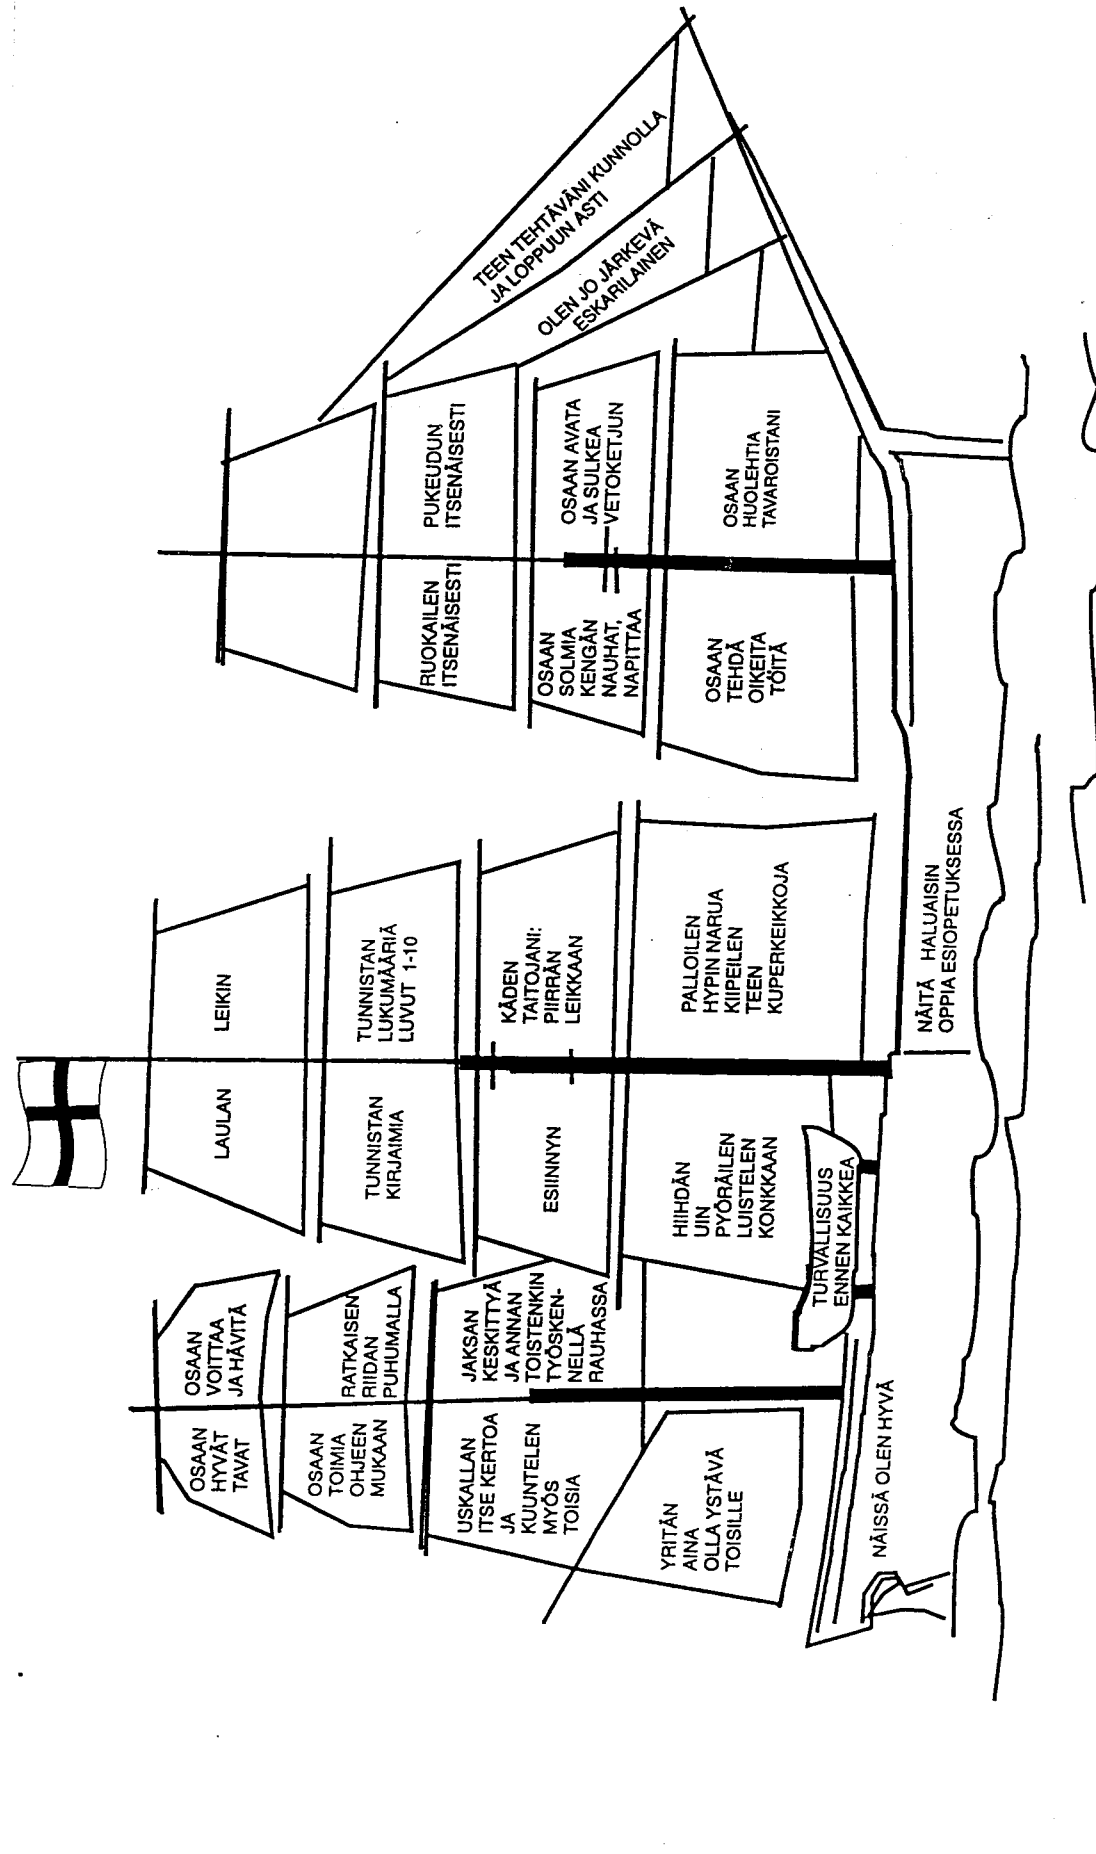 OSAAN
HYVÄT
TAVAT
OSAAN
VOITTAA
JA HÄVITÄ
OSAAN
TOIMIA
OHJEEN
MUKAAN
RATKAISEN
RIIDAN
PUHUMALLA
USKALLAN
ITSE KERTOA
JA
KUUNTELEN
MYÖS
TOISIA
JAKSAN
KESKITTYÄ
JA ANNAN
TOISTENKIN
TYÖSKEN-
NELLÄ
RAUHASSA
YRITÄN
AINA
OLLA YSTÄVÄ
TOISILLE
LAULAN
LEIKIN
TUNNISTAN
KIRJAIMIA
TUNNISTAN
LUKUMÄÄRIÄ
LUVUT 1-10
ESIINNYN
KÄDEN
TAITOJANI:
PIIRRÄN
LEIKKAAN
HIIHDÄN
UIN
PYÖRÄILEN
LUISTELEN
KONKKAAN
PALLOILEN
HYPIN NARUA
KIIPEILEN
TEEN
KUPERKEIKKOJA
TURVALLISUUS
ENNEN KAIKKEA
RUOKAILEN
ITSENÄISESTI
PUKEUDUN
ITSENÄISESTI
OSAAN
SOLMIA
KENGÄN
NAUHAT,
NAPITTAA
OSAAN AVATA
JA SULKEA
VETOKETJUN
OSAAN
TEHDÄ
OIKEITA
TÖITÄ
OSAAN
HUOLEHTIA
TAVAROISTANI
TEEN TEHTÄVÄNI KUNNOLLA
JA LOPPUUN ASTI
OLEN JO JÄRKEVÄ
ESKARILAINEN
NÄISSÄ OLEN HYVÄ
NÄITÄ HALUAISIN
OPPIA ESIOPETUKSESSA